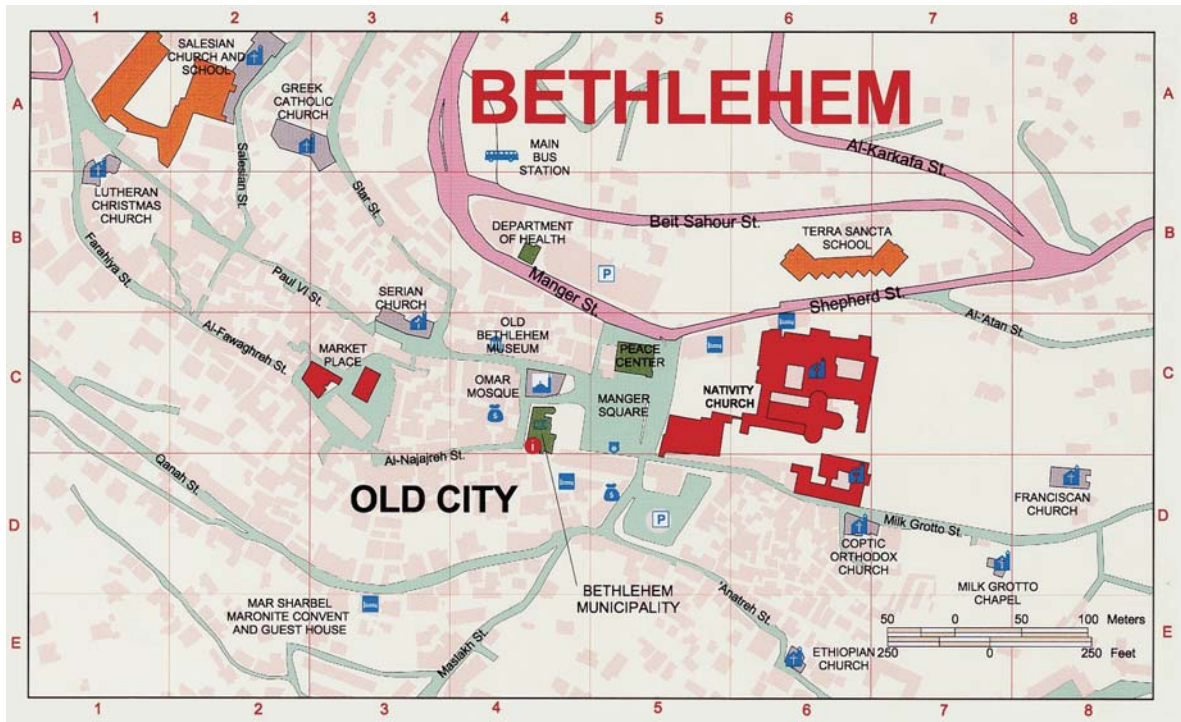 1 2 3 4 5 6 7 8
A
A
BETHLEHEM
SALESIAN
CHURCH AND
SCHOOL
GREEK
CATHOLIC
CHURCH
MAIN
BUS
STATION
Al-Karkafa St.
LUTHERAN
CHRISTMAS
CHURCH
Salesian St.
Star St.
B
B
Beit Sahour St.
DEPARTMENT
OF HEALTH
TERRA SANCTA
SCHOOL
P
Farahiya St.
Paul VI St.
SERIAN
CHURCH
Manger St.
Shepherd St.
Al-'Atan St.
C
C
Al-Fawaghreh St.
MARKET
PLACE
OLD
BETHLEHEM
MUSEUM
PEACE
CENTER
OMAR
MOSQUE
MANGER
SQUARE
NATIVITY
CHURCH
i
Al-Najajreh St.
D
D
Qanah St.
OLD CITY
P
Milk Grotto St.
FRANCISCAN
CHURCH
COPTIC
ORTHODOX
CHURCH
MILK GROTTO
CHAPEL
BETHLEHEM
MUNICIPALITY
'Anatreh St.
E
E
MAR SHARBEL
MARONITE CONVENT
AND GUEST HOUSE
Maslakh St.
ETHIOPIAN
CHURCH
50 0 50 100 Meters
250 0 250 Feet
1 2 3 4 5 6 7 8